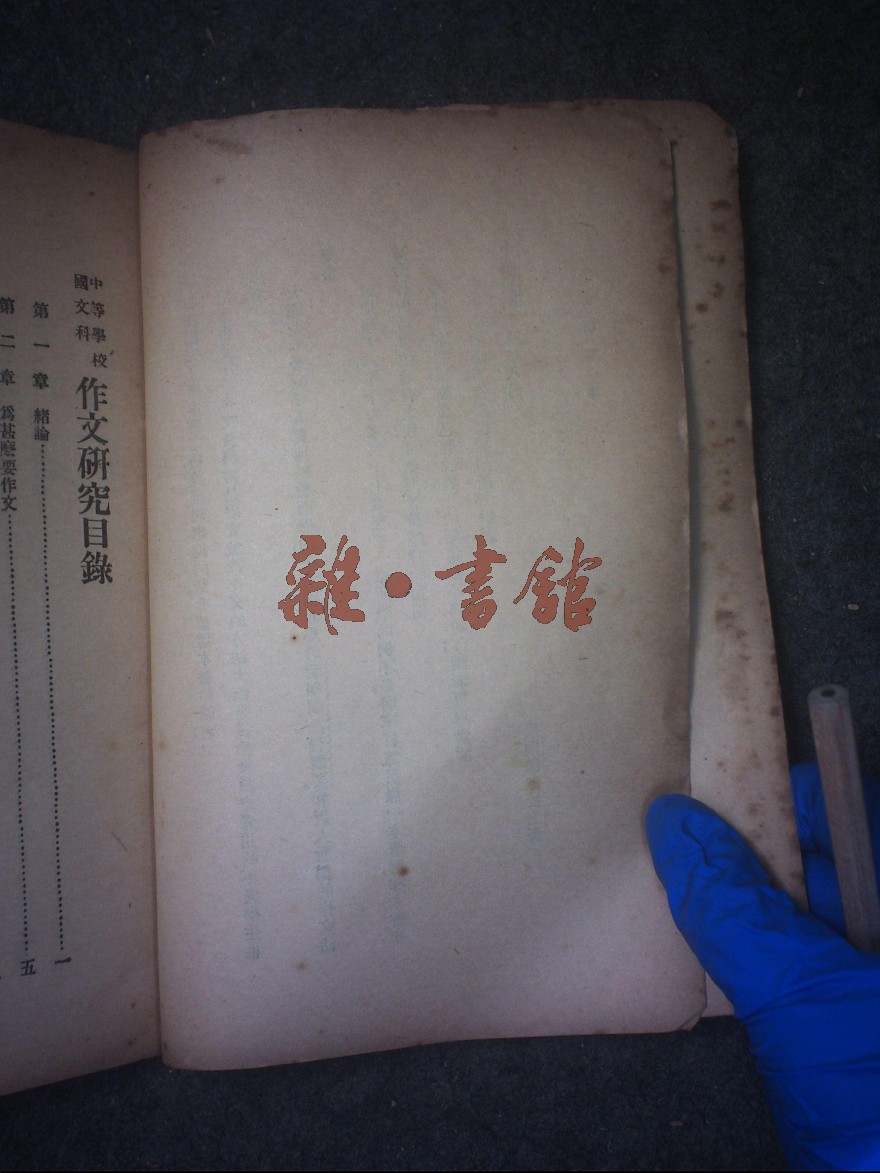 中等學校
國文科
作文研究目錄
第一章 緒論……一
第二章 爲甚麼要作文……五
雜·書館